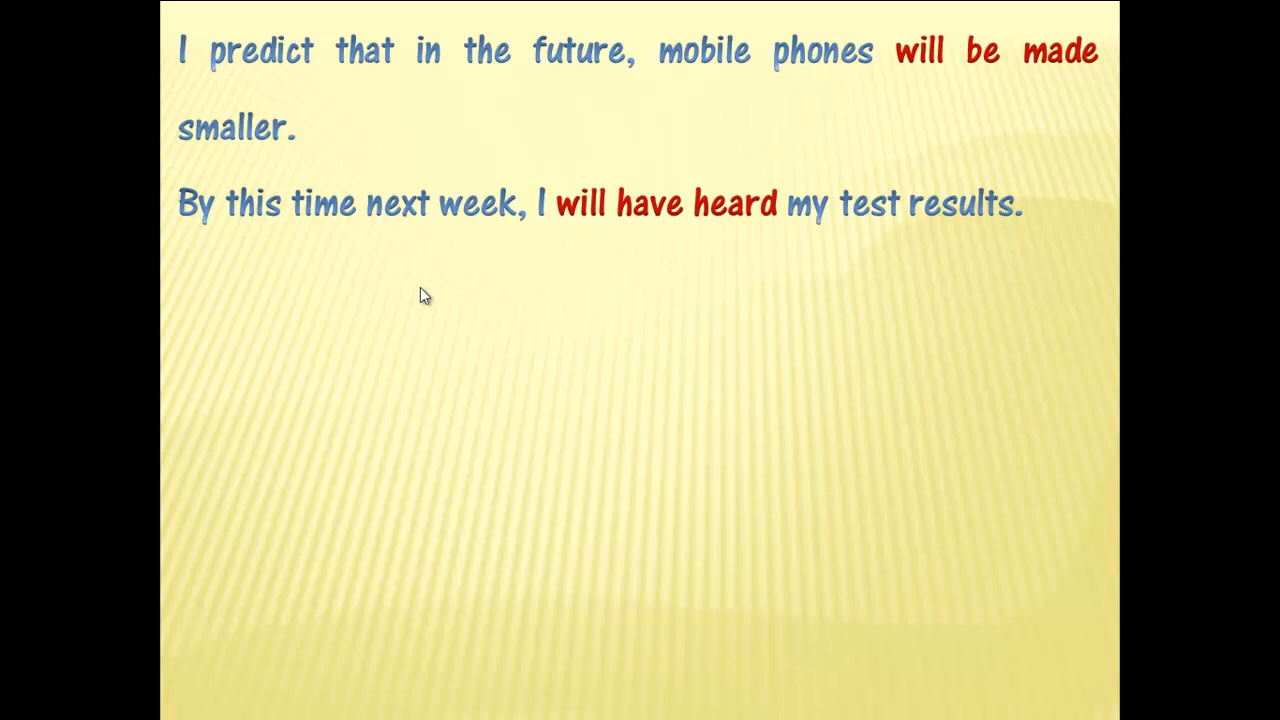 I predict that in the future, mobile phones will be made
smaller.
By this time next week, I will have heard my test results.